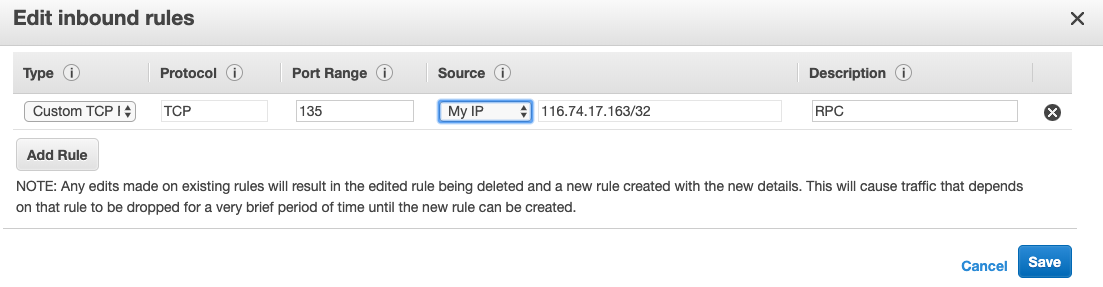 Edit inbound rules
Type i Protocol i Port Range i Source i Description i
Custom TCP I TCP 135 My IP 116.74.17.163/32 RPC
Add Rule
NOTE: Any edits made on existing rules will result in the edited rule being deleted and a new rule created with the new details. This will cause traffic that depends
on that rule to be dropped for a very brief period of time until the new rule can be created.
Cancel Save